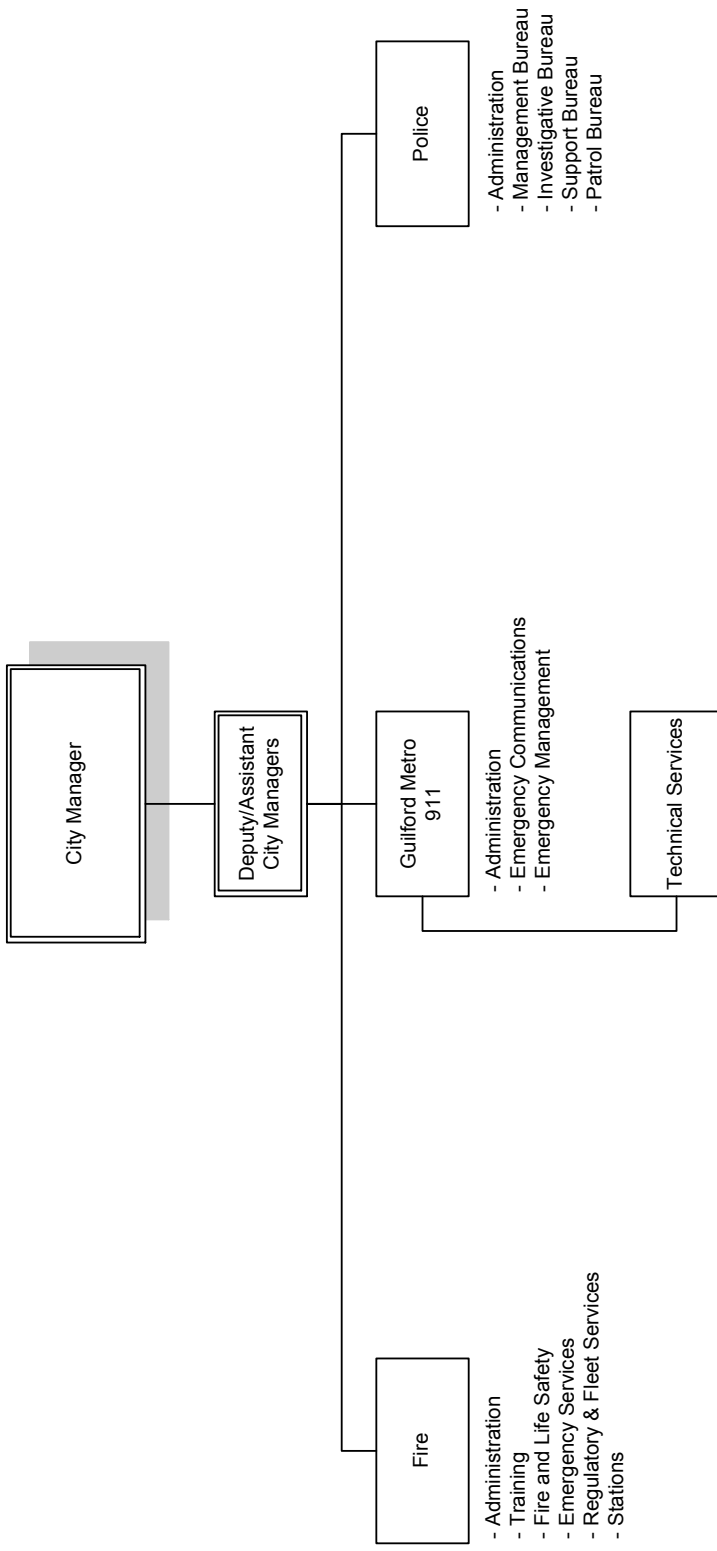 City Manager
Deputy/Assistant
City Managers
Fire
- Administration
- Training
- Fire and Life Safety
- Emergency Services
- Regulatory & Fleet Services
- Stations
Guilford Metro
911
- Administration
- Emergency Communications
- Emergency Management
Technical Services
Police
- Administration
- Management Bureau
- Investigative Bureau
- Support Bureau
- Patrol Bureau